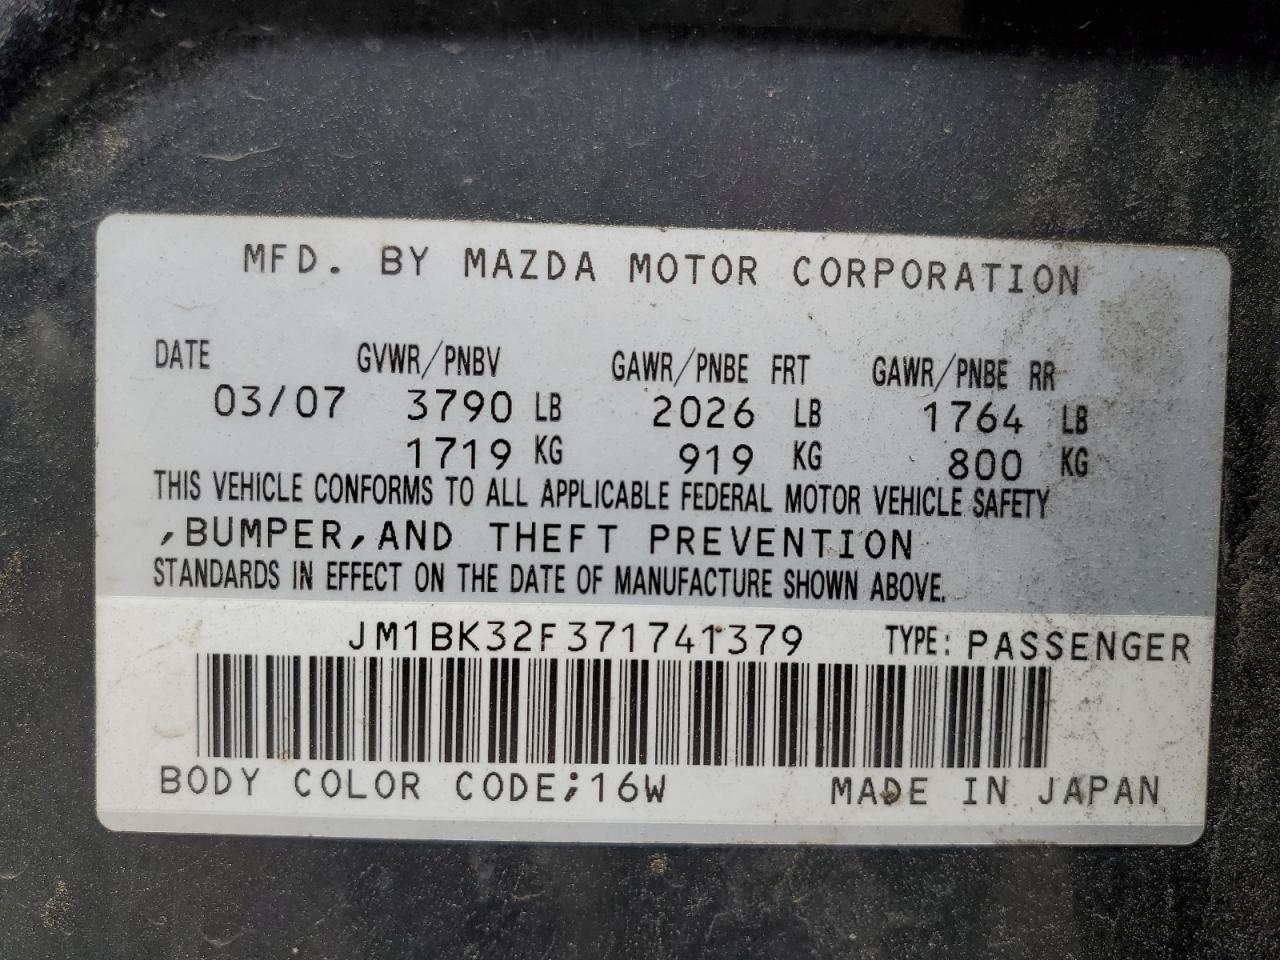 MFD. BY MAZDA MOTOR CORPORATION
DATE GVWR/PNBV GAWR/PNBE FRT GAWR/PNBE RR
03/07 3790 LB 2026 LB 1764 LB
1719 KG 919 KG 800 KG
THIS VEHICLE CONFORMS TO ALL APPLICABLE FEDERAL MOTOR VEHICLE SAFETY
,BUMPER,AND THEFT PREVENTION
STANDARDS IN EFFECT ON THE DATE OF MANUFACTURE SHOWN ABOVE.
JM1BK32F371741379 TYPE: PASSENGER
BODY COLOR CODE;16W MADE IN JAPAN